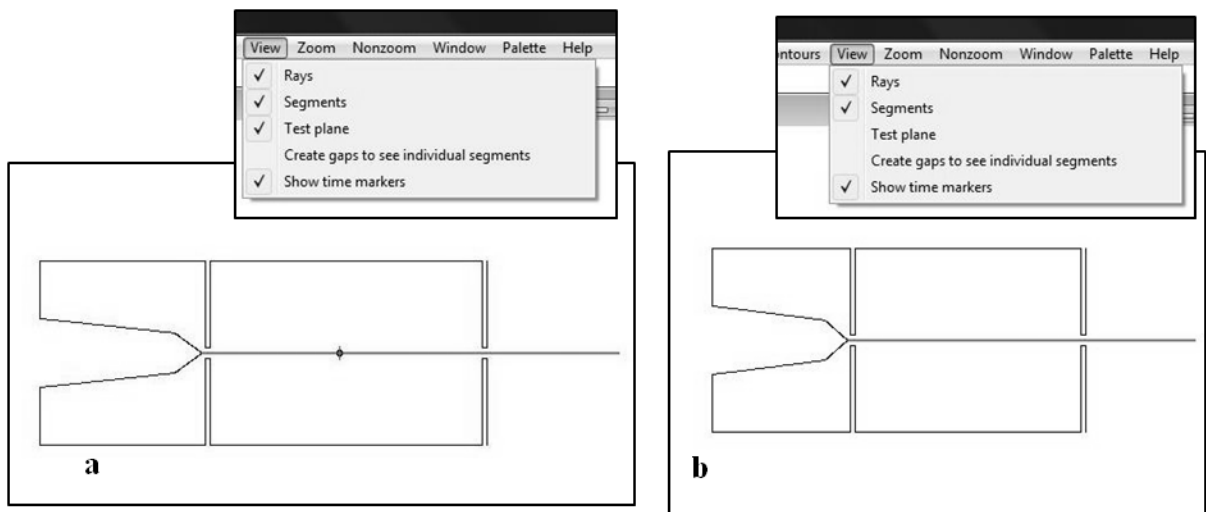 View Zoom Nonzoom Window Palette Help
Rays
Segments
Test plane
Create gaps to see individual segments
Show time markers
a
ontours View Zoom Nonzoom Window Palette Help
Rays
Segments
Test plane
Create gaps to see individual segments
Show time markers
b